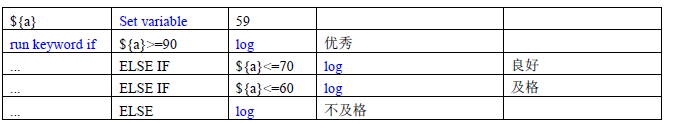 ${a} Set variable 59
run keyword if ${a}>=90 log 优秀
... ELSE IF ${a}<=70 log 良好
... ELSE IF ${a}<=60 log 及格
... ELSE log 不及格